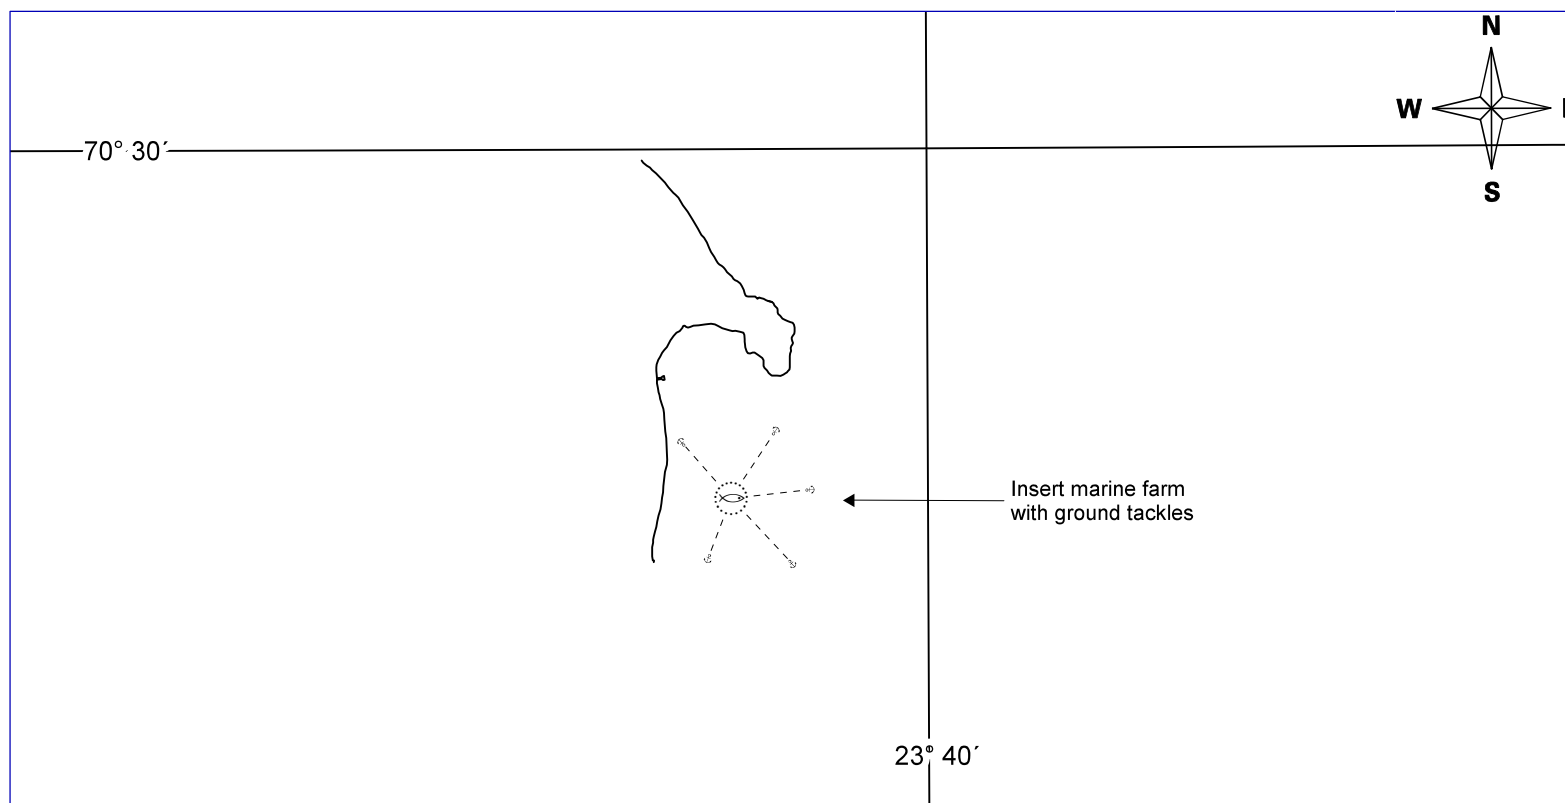 N
W
S
70° 30´
Insert marine farm
with ground tackles
23° 40´